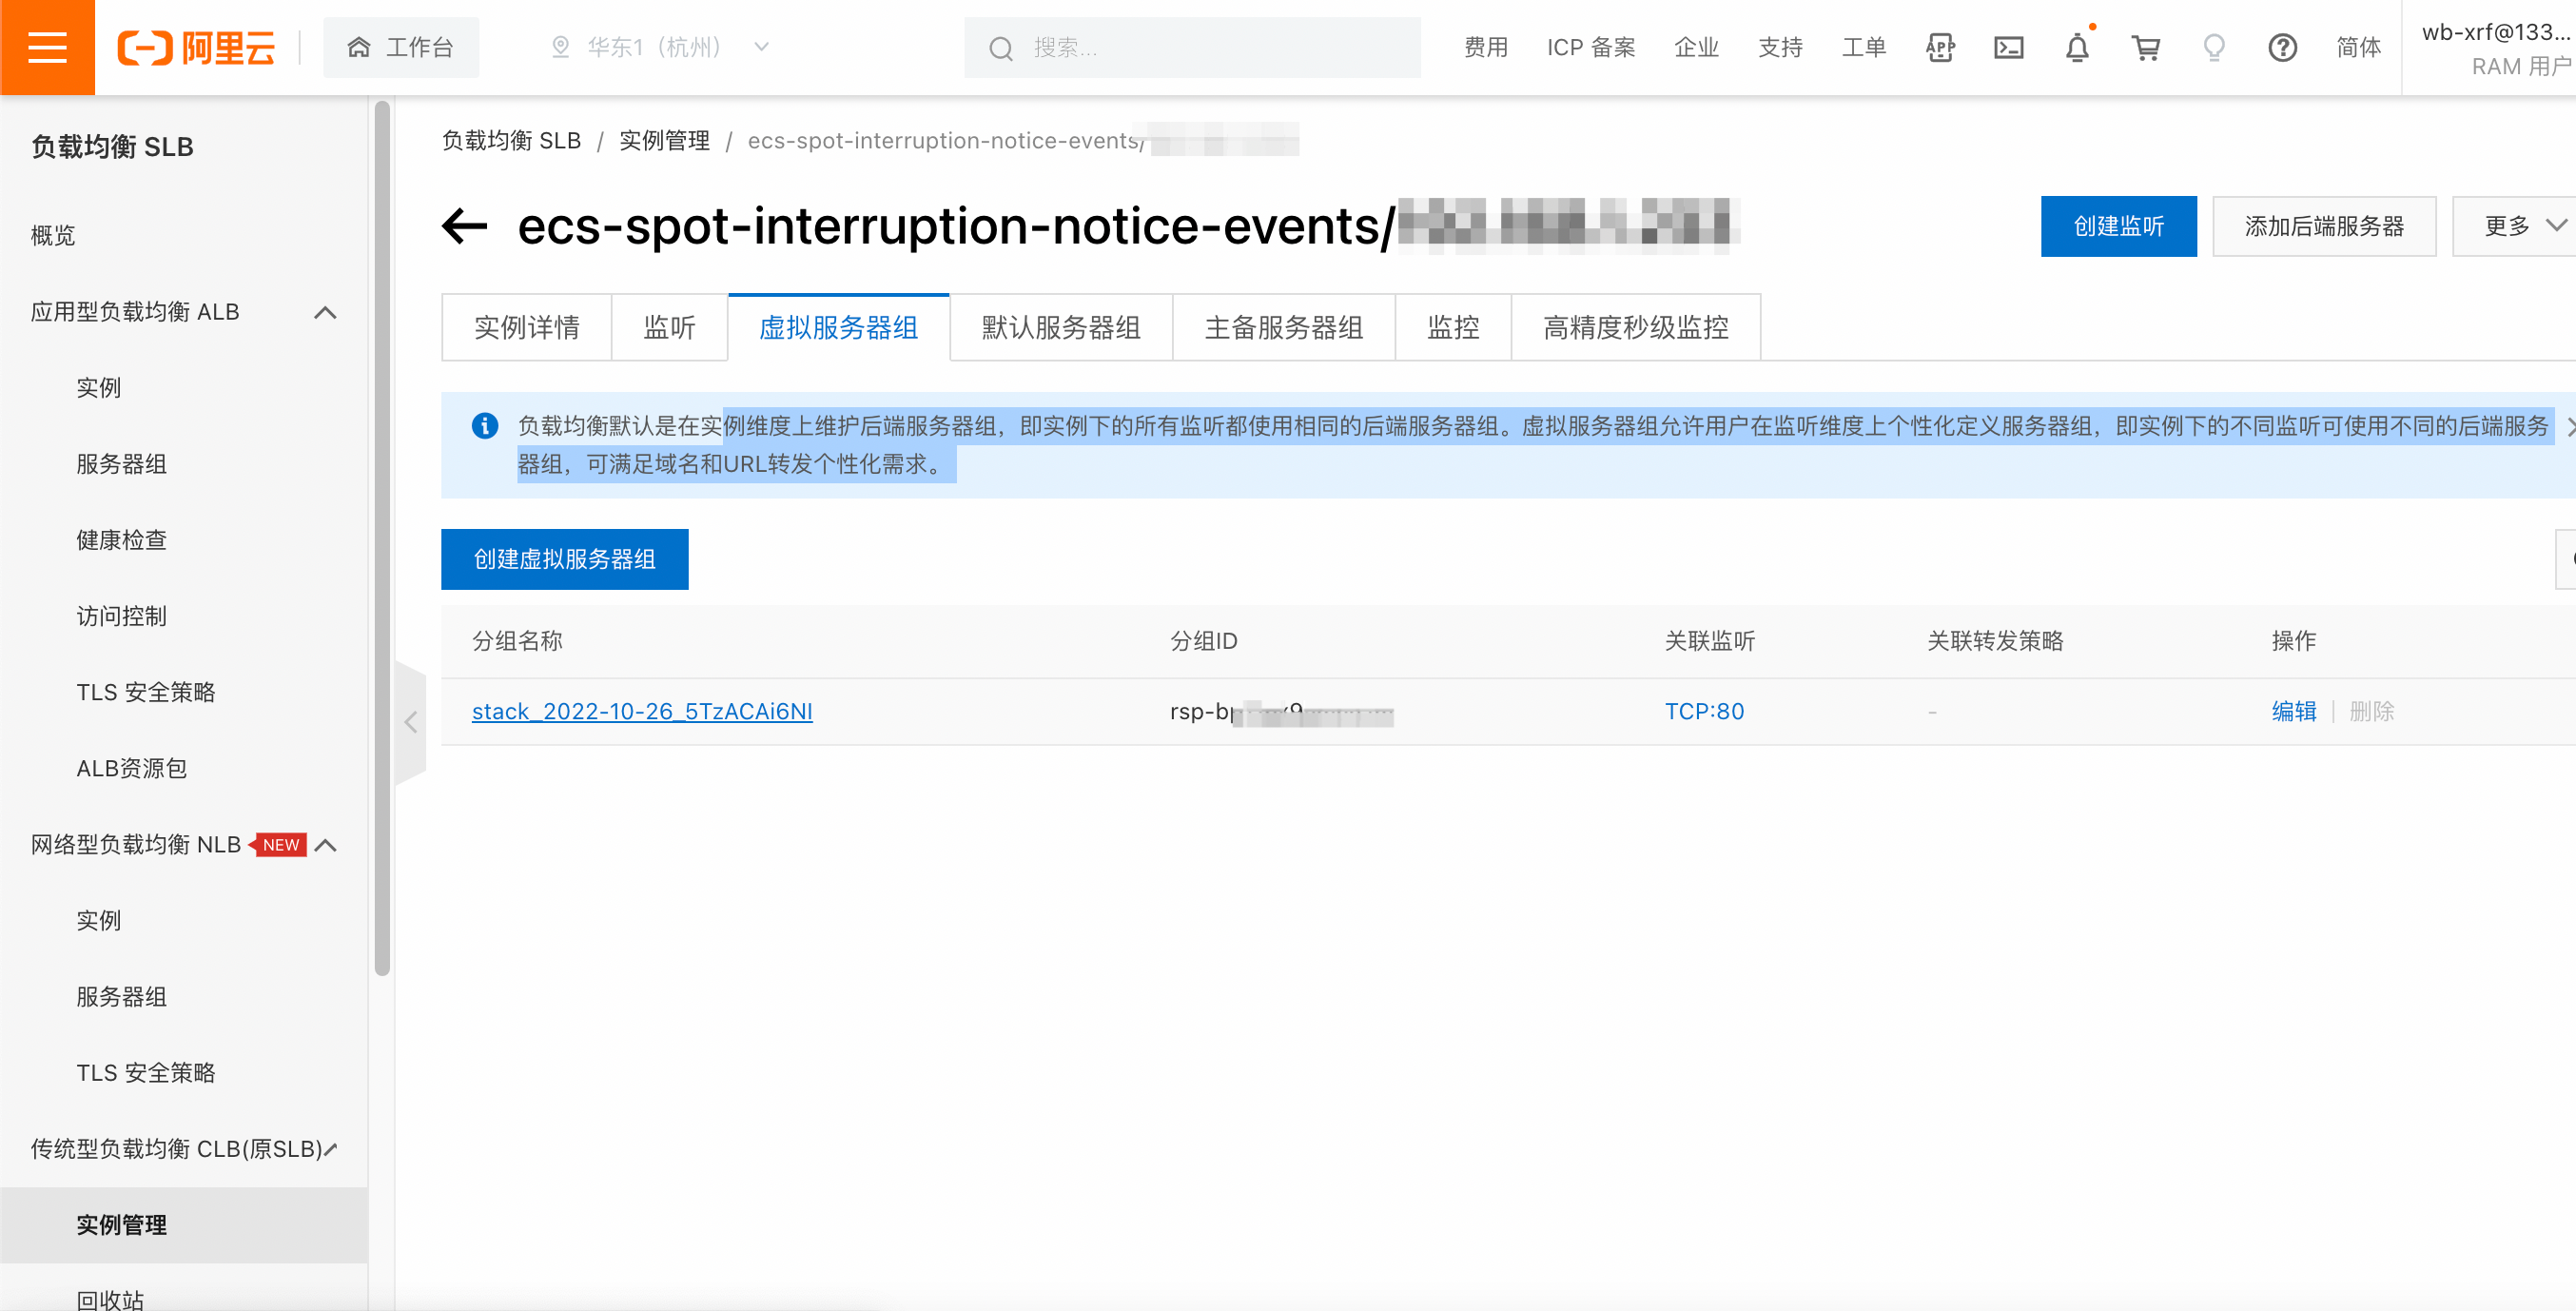 阿里云
工作台
华东1（杭州）
搜索...
费用
ICP 备案
企业
支持
工单
APP
简体
wb-xrf@133...
RAM 用户
负载均衡 SLB
概览
应用型负载均衡 ALB
实例
服务器组
健康检查
访问控制
TLS 安全策略
ALB资源包
网络型负载均衡 NLB NEW
实例
服务器组
TLS 安全策略
传统型负载均衡 CLB(原SLB)
实例管理
回收站
负载均衡 SLB / 实例管理 / ecs-spot-interruption-notice-events/
ecs-spot-interruption-notice-events/
创建监听
添加后端服务器
更多
实例详情
监听
虚拟服务器组
默认服务器组
主备服务器组
监控
高精度秒级监控
负载均衡默认是在实例维度上维护后端服务器组，即实例下的所有监听都使用相同的后端服务器组。虚拟服务器组允许用户在监听维度上个性化定义服务器组，即实例下的不同监听可使用不同的后端服务
器组，可满足域名和URL转发个性化需求。
创建虚拟服务器组
分组名称 分组ID 关联监听 关联转发策略 操作
stack_2022-10-26_5TzACAi6NI rsp-b TCP:80 - 编辑 | 删除